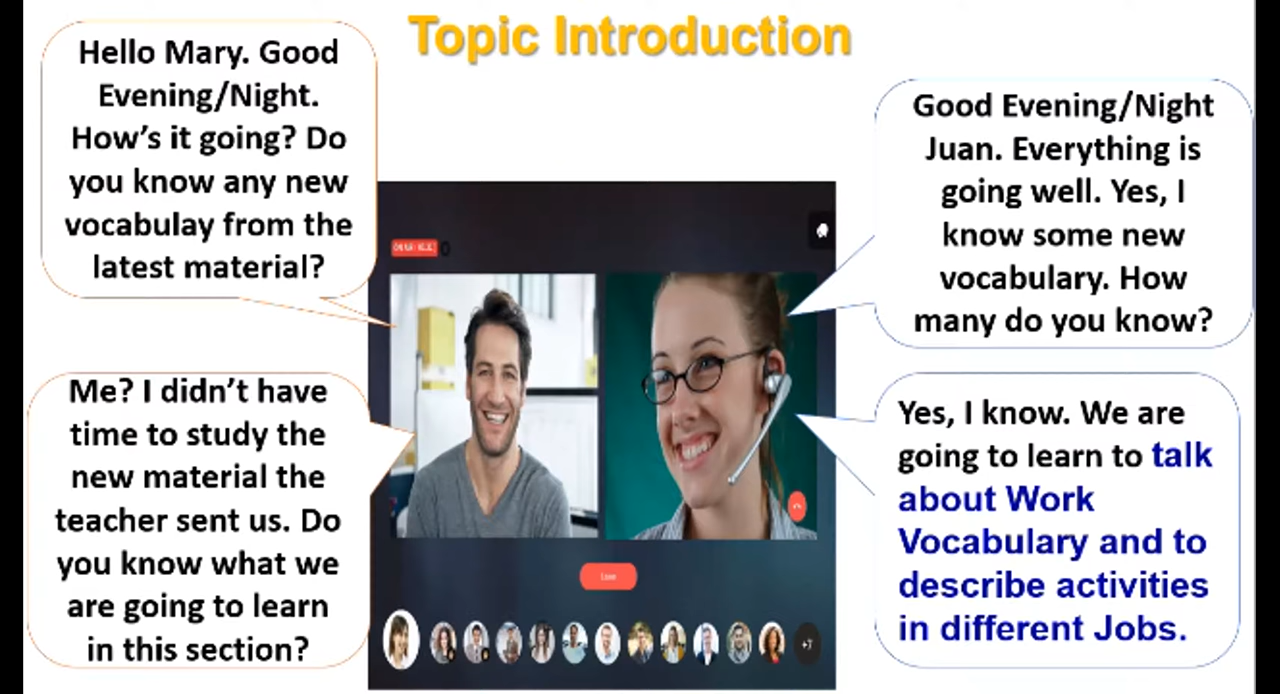 Topic Introduction
Hello Mary. Good
Evening/Night.
How's it going? Do
you know any new
vocabulay from the
latest material?
Good Evening/Night
Juan. Everything is
going well. Yes, I
know some new
vocabulary. How
many do you know?
Me? I didn't have
time to study the
new material the
teacher sent us. Do
you know what we
are going to learn
in this section?
Yes, I know. We are
going to learn to talk
about Work
Vocabulary and to
describe activities
in different Jobs.
+7